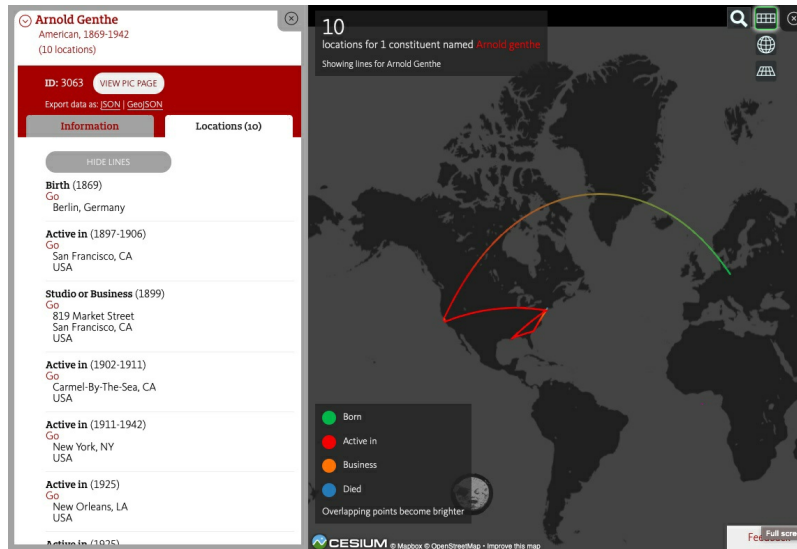 Arnold Genthe
American, 1869-1942
(10 locations)
ID: 3063 VIEW PIC PAGE
Export data as: JSON | GeoJSON
Information Locations (10)
HIDE LINES
Birth (1869)
Go
Berlin, Germany
Active in (1897-1906)
Go
San Francisco, CA
USA
Studio or Business (1899)
Go
819 Market Street
San Francisco, CA
USA
Active in (1902-1911)
Go
Carmel-By-The-Sea, CA
USA
Active in (1911-1942)
Go
New York, NY
USA
Active in (1925)
Go
New Orleans, LA
USA
Active in (1925)
10
locations for 1 constituent named Arnold genthe
Showing lines for Arnold Genthe
Born
Active in
Business
Died
Overlapping points become brighter
CESIUM © Mapbox © OpenStreetMap • Improve this map
Full scre